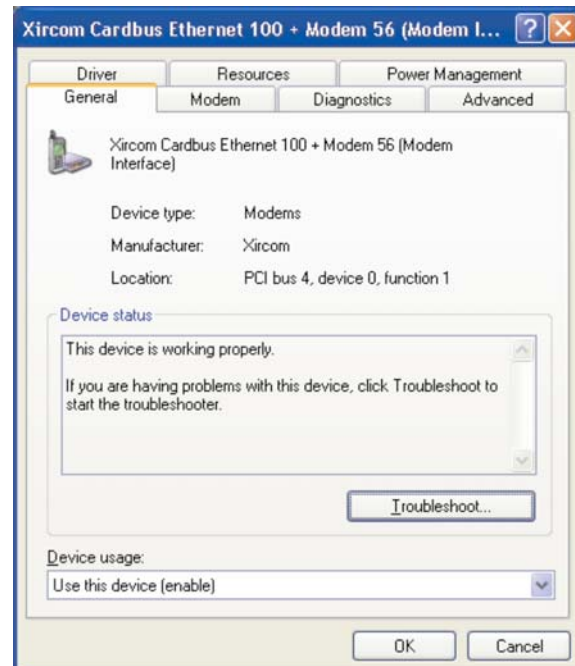 Xircom Cardbus Ethernet 100 + Modem 56 (Modem I...
Driver
Resources
Power Management
General
Modem
Diagnostics
Advanced
Xircom Cardbus Ethernet 100 + Modem 56 (Modem
Interface)
Device type: Modems
Manufacturer: Xircom
Location: PCI bus 4, device 0, function 1
Device status
This device is working properly.
If you are having problems with this device, click Troubleshoot to
start the troubleshooter.
Troubleshoot...
Device usage:
Use this device (enable)
OK
Cancel